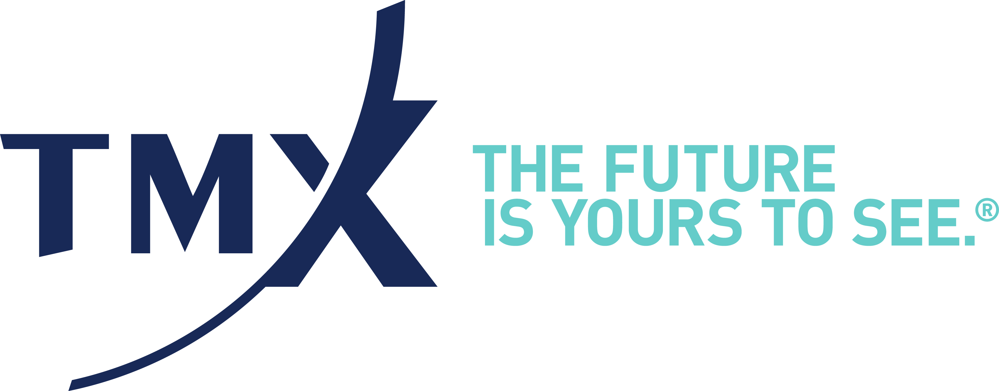 TMX
THE FUTURE
IS YOURS TO SEE.®